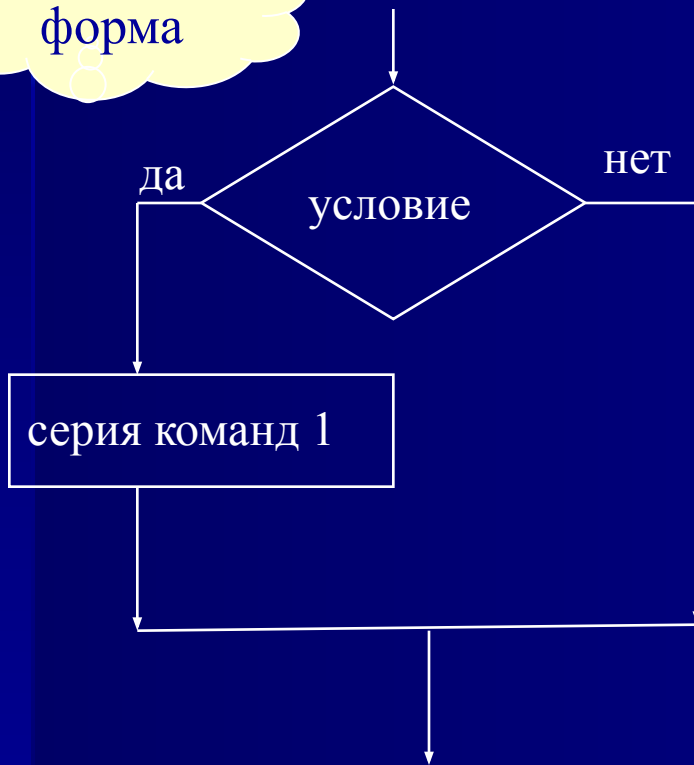 форма
да
нет
условие
серия команд 1